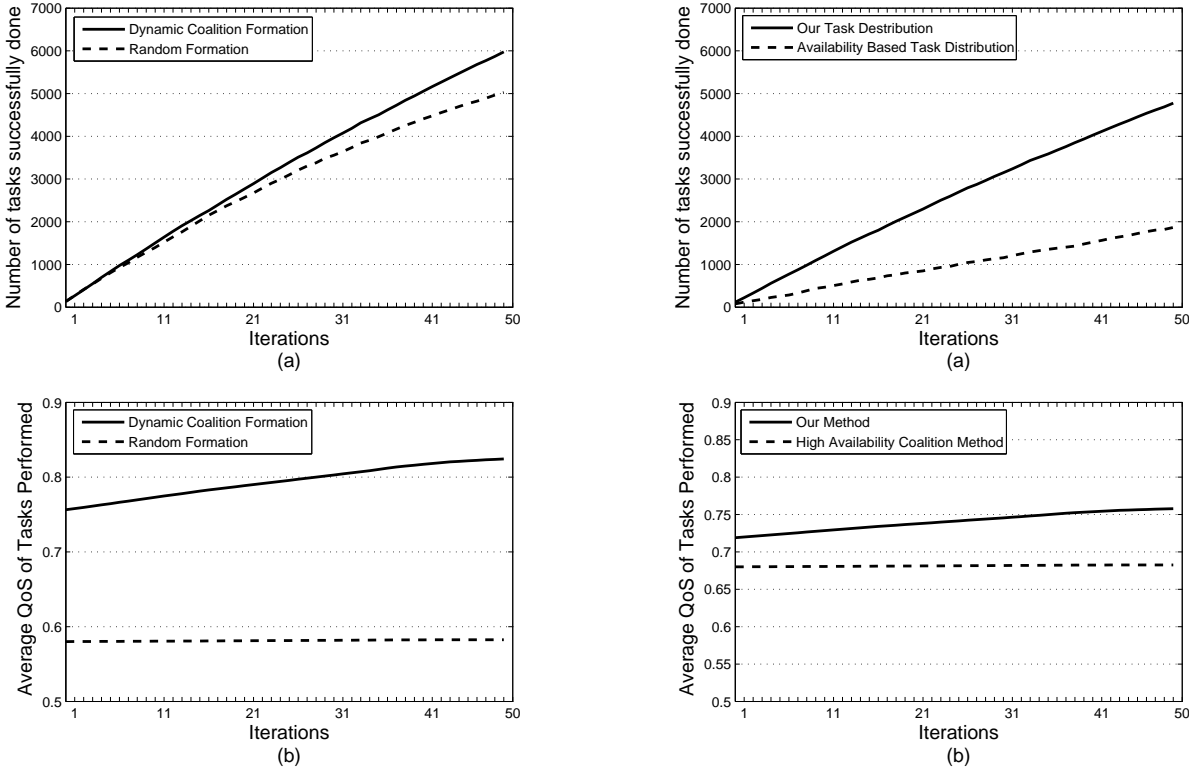 Number of tasks successfully done
7000
6000
5000
4000
3000
2000
1000
0
Dynamic Coalition Formation
Random Formation
1 11 21 31 41 50
Iterations
(a)
Number of tasks successfully done
7000
6000
5000
4000
3000
2000
1000
0
Our Task Destribution
Availability Based Task Distribution
1 11 21 31 41 50
Iterations
(a)
Average QoS of Tasks Performed
0.9
0.8
0.7
0.6
0.5
Dynamic Coalition Formation
Random Formation
1 11 21 31 41 50
Iterations
(b)
Average QoS of Tasks Performed
0.9
0.85
0.8
0.75
0.7
0.65
0.6
0.55
0.5
Our Method
High Availability Coalition Method
1 11 21 31 41 50
Iterations
(b)